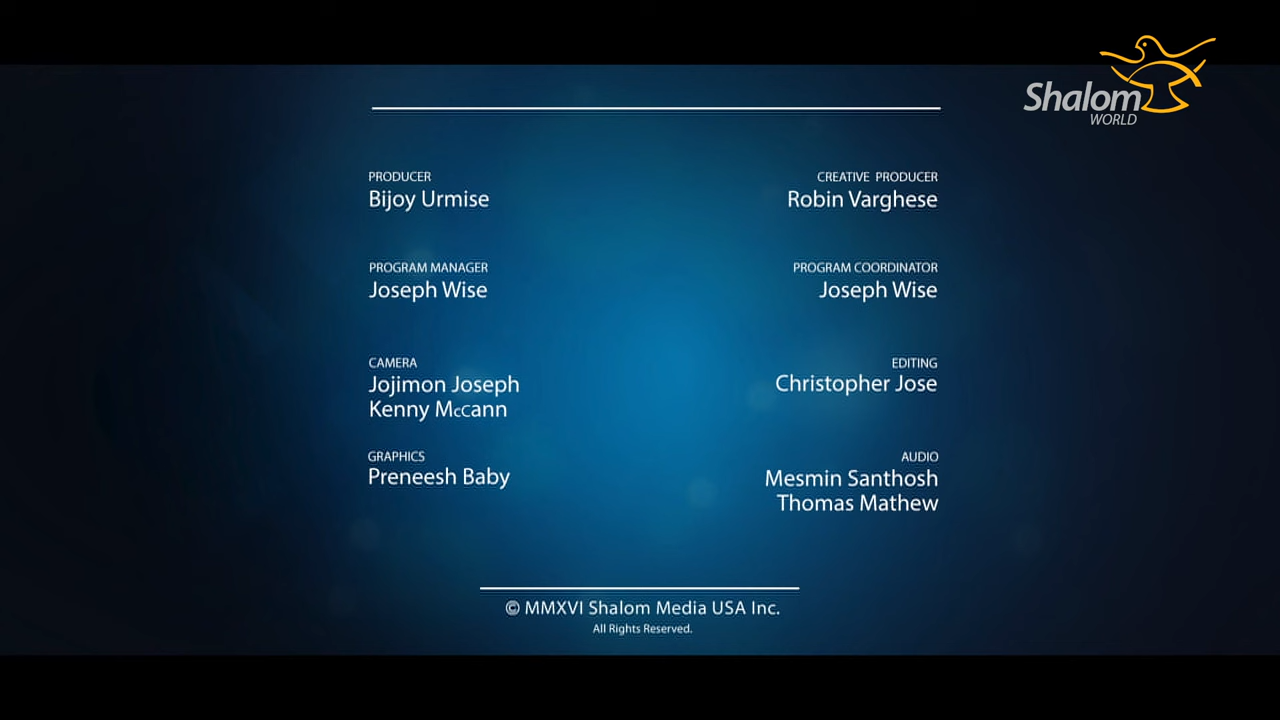 Shalom
WORLD
PRODUCER
Bijoy Urmise
CREATIVE PRODUCER
Robin Varghese
PROGRAM MANAGER
Joseph Wise
PROGRAM COORDINATOR
Joseph Wise
CAMERA
Jojimon Joseph
Kenny McCann
EDITING
Christopher Jose
GRAPHICS
Preneesh Baby
AUDIO
Mesmin Santhosh
Thomas Mathew
© MMXVI Shalom Media USA Inc.
All Rights Reserved.